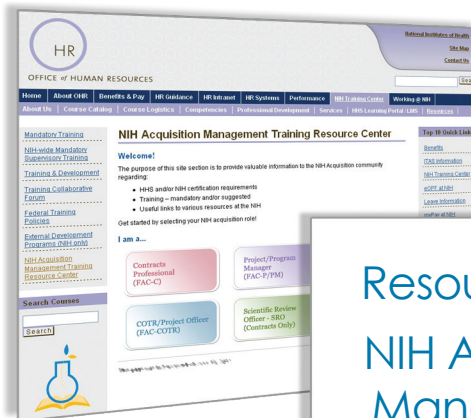 National Institutes of Health
Site Map
Contact Us
HR
OFFICE of HUMAN RESOURCES
Home About OHR Benefits & Pay HR Guidance HR Intranet HR Systems Performance NIH Training Center Working @ NIH
About Us | Course Catalog | Course Logistics | Competencies | Professional Development | Services | HHS Learning Portal LMS | Resources |
Mandatory Training
NIH-wide Mandatory
Supervisory Training
Training & Development
Training Collaborative
Forum
Federal Training
Policies
External Development
Programs (NIH only)
NIH Acquisition
Management Training
Resource Center
Search Courses
Search
NIH Acquisition Management Training Resource Center
Welcome!
The purpose of this site section is to provide valuable information to the NIH Acquisition community
regarding:
• HHS and/or NIH certification requirements
• Training – mandatory and/or suggested
• Useful links to various resources at the NIH
Get started by selecting your NIH acquisition role!
I am a...
Contracts
Professional
(FAC-C)
Project/Program
Manager
(FAC-P/PM)
COTR/Project Officer
(FAC-COTR)
Scientific Review
Officer - SRO
(Contracts Only)
Top 10 Quick Link
Benefits
ITAS Information
NIH Training Center
eOPF at NIH
Leave Information
Resou
NIH A
Man